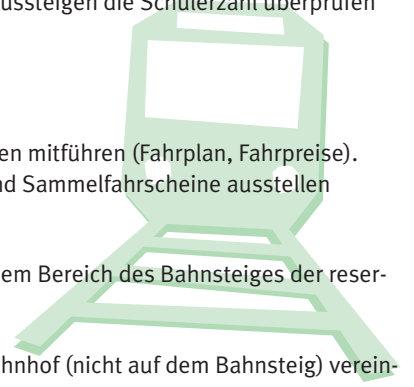 ussteigen die Schülerzahl überprüfen
en mitführen (Fahrplan, Fahrpreise).
nd Sammelfahrscheine ausstellen
em Bereich des Bahnsteiges der reser-
hnhof (nicht auf dem Bahnsteig) verein-